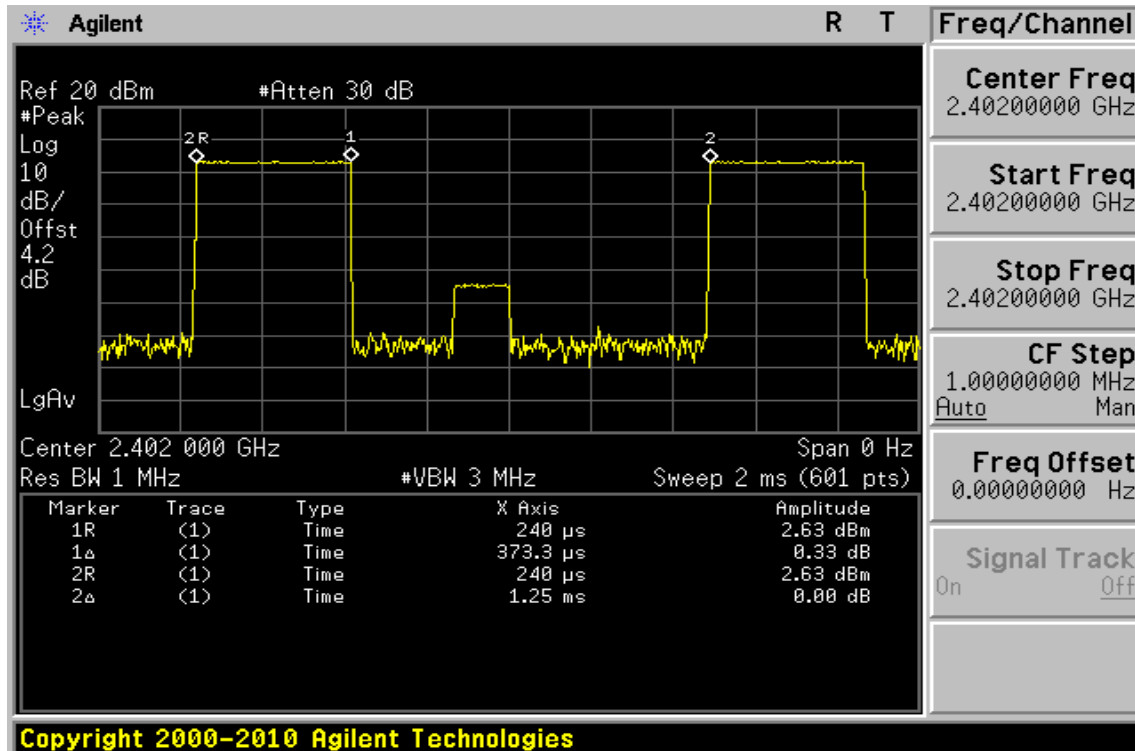 Agilent R T
Freq/Channel
Ref 20 dBm #Atten 30 dB
#Peak
Log
10
dB/
Offst
4.2
dB
LgAv
2R 1 2
Center 2.402 000 GHz Span 0 Hz
Res BW 1 MHz #VBW 3 MHz Sweep 2 ms (601 pts)
Marker Trace Type X Axis Amplitude
1R (1) Time 240 µs 2.63 dBm
1Δ (1) Time 373.3 µs 0.33 dB
2R (1) Time 240 µs 2.63 dBm
2Δ (1) Time 1.25 ms 0.00 dB
Center Freq
2.40200000 GHz
Start Freq
2.40200000 GHz
Stop Freq
2.40200000 GHz
CF Step
1.00000000 MHz
Auto Man
Freq Offset
0.00000000 Hz
Signal Track
On Off
Copyright 2000-2010 Agilent Technologies